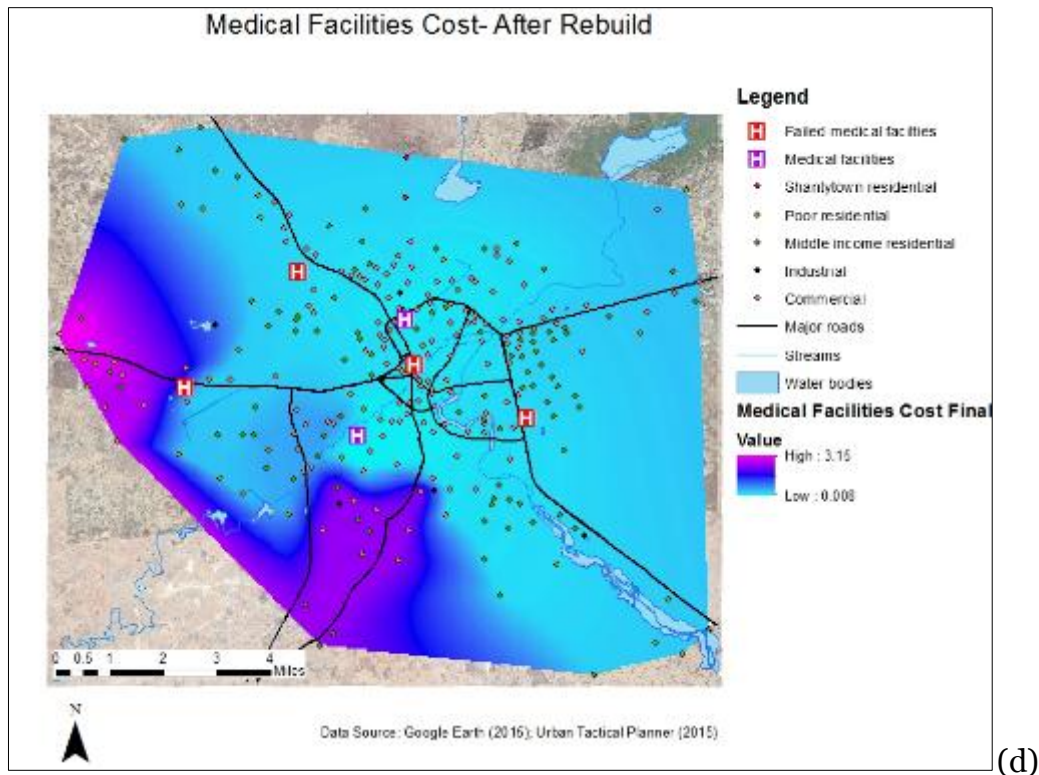 Medical Facilities Cost- After Rebuild
Legend
H Failed medical facilities
H Medical facilities
Shantytown residential
Poor residential
Middle income residential
Industrial
Commercial
Major roads
Streams
Water bodies
Medical Facilities Cost Final
Value
High : 3.15
Low : 0.008
H
H
H
H
H
H
0 0.5 1 2 3 4
Miles
N
Data Source: Google Earth (2016); Urban Tactical Planner (2015)
(d)